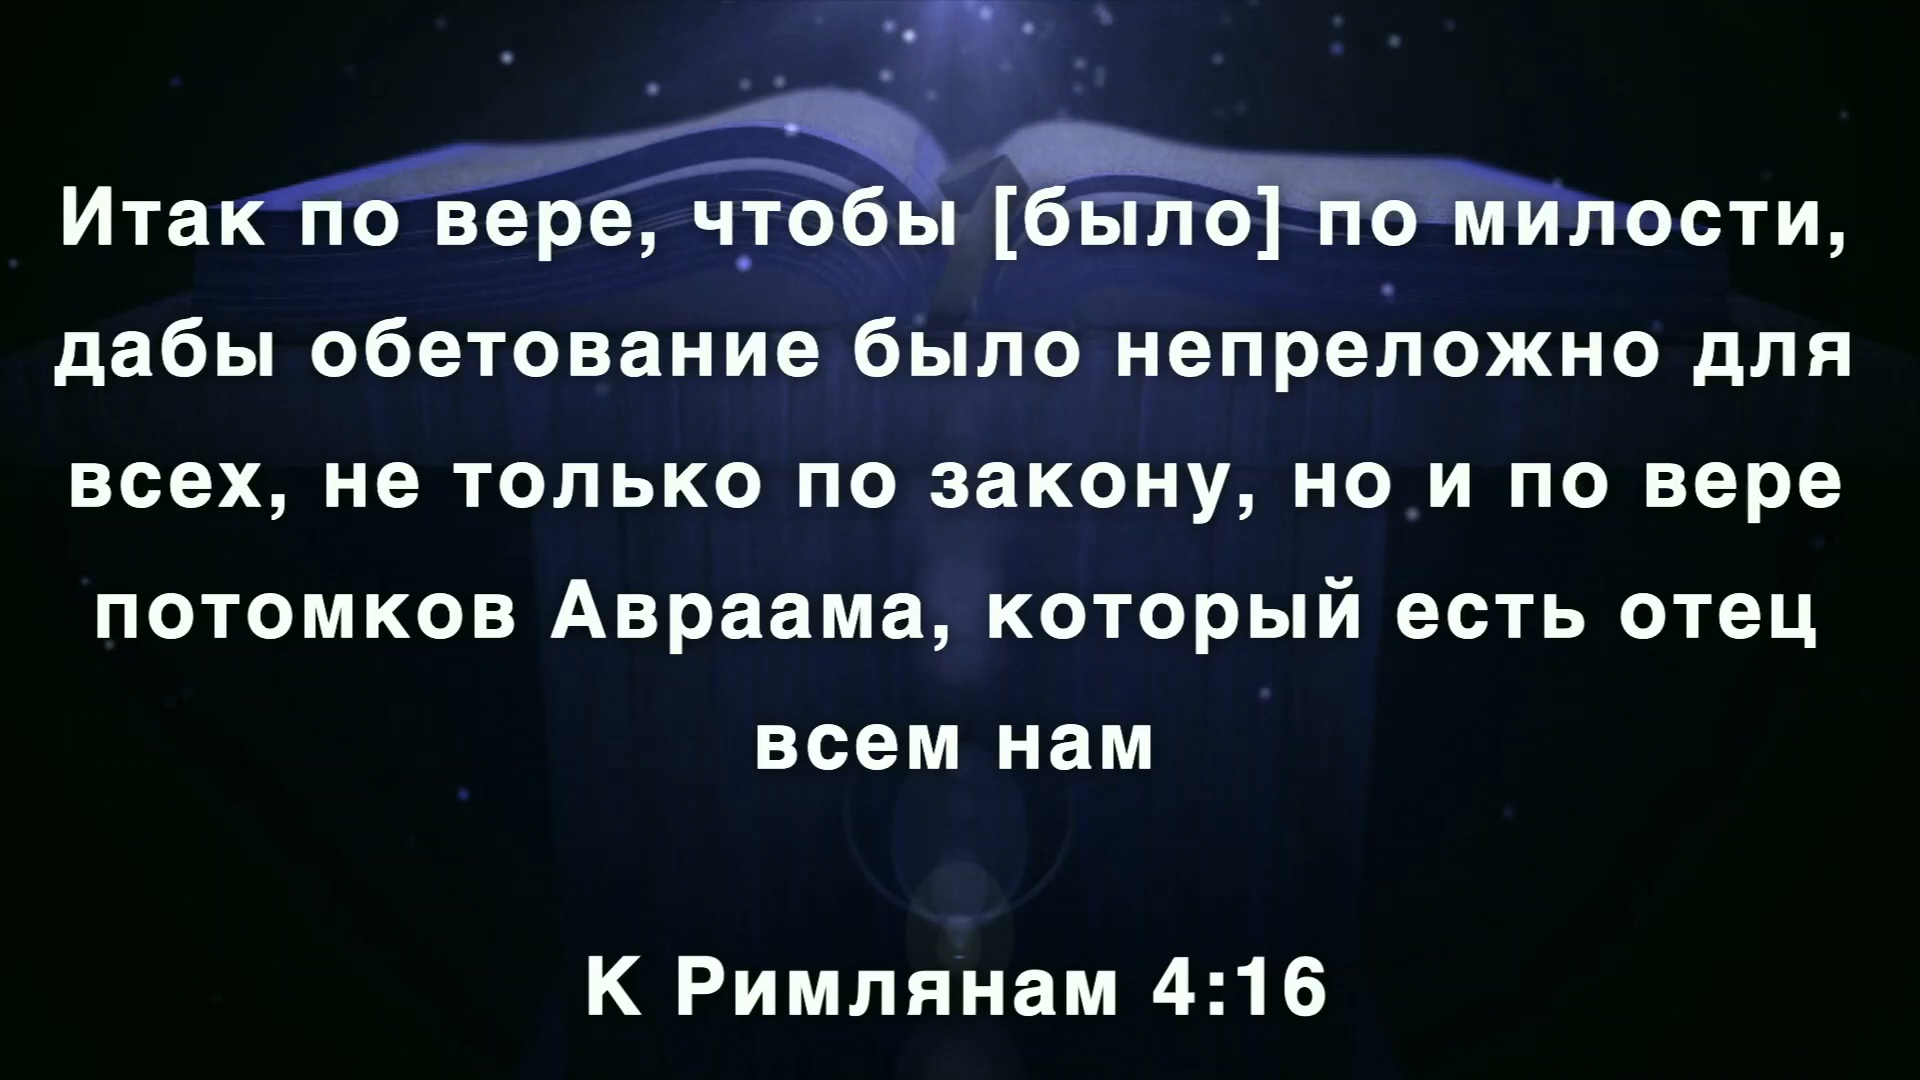 Итак по вере, чтобы [было] по милости,
дабы обетование было непреложно для
всех, не только по закону, но и по вере
потомков Авраама, который есть отец
всем нам
К Римлянам 4:16